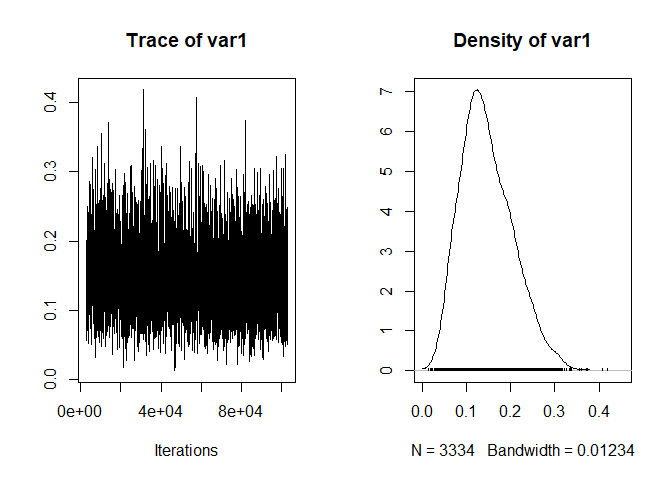 Trace of var1
0.4
0.3
0.2
0.1
0.0
0e+00 4e+04 8e+04
Iterations
Density of var1
7
6
5
4
3
2
1
0
0.0 0.1 0.2 0.3 0.4
N = 3334 Bandwidth = 0.01234